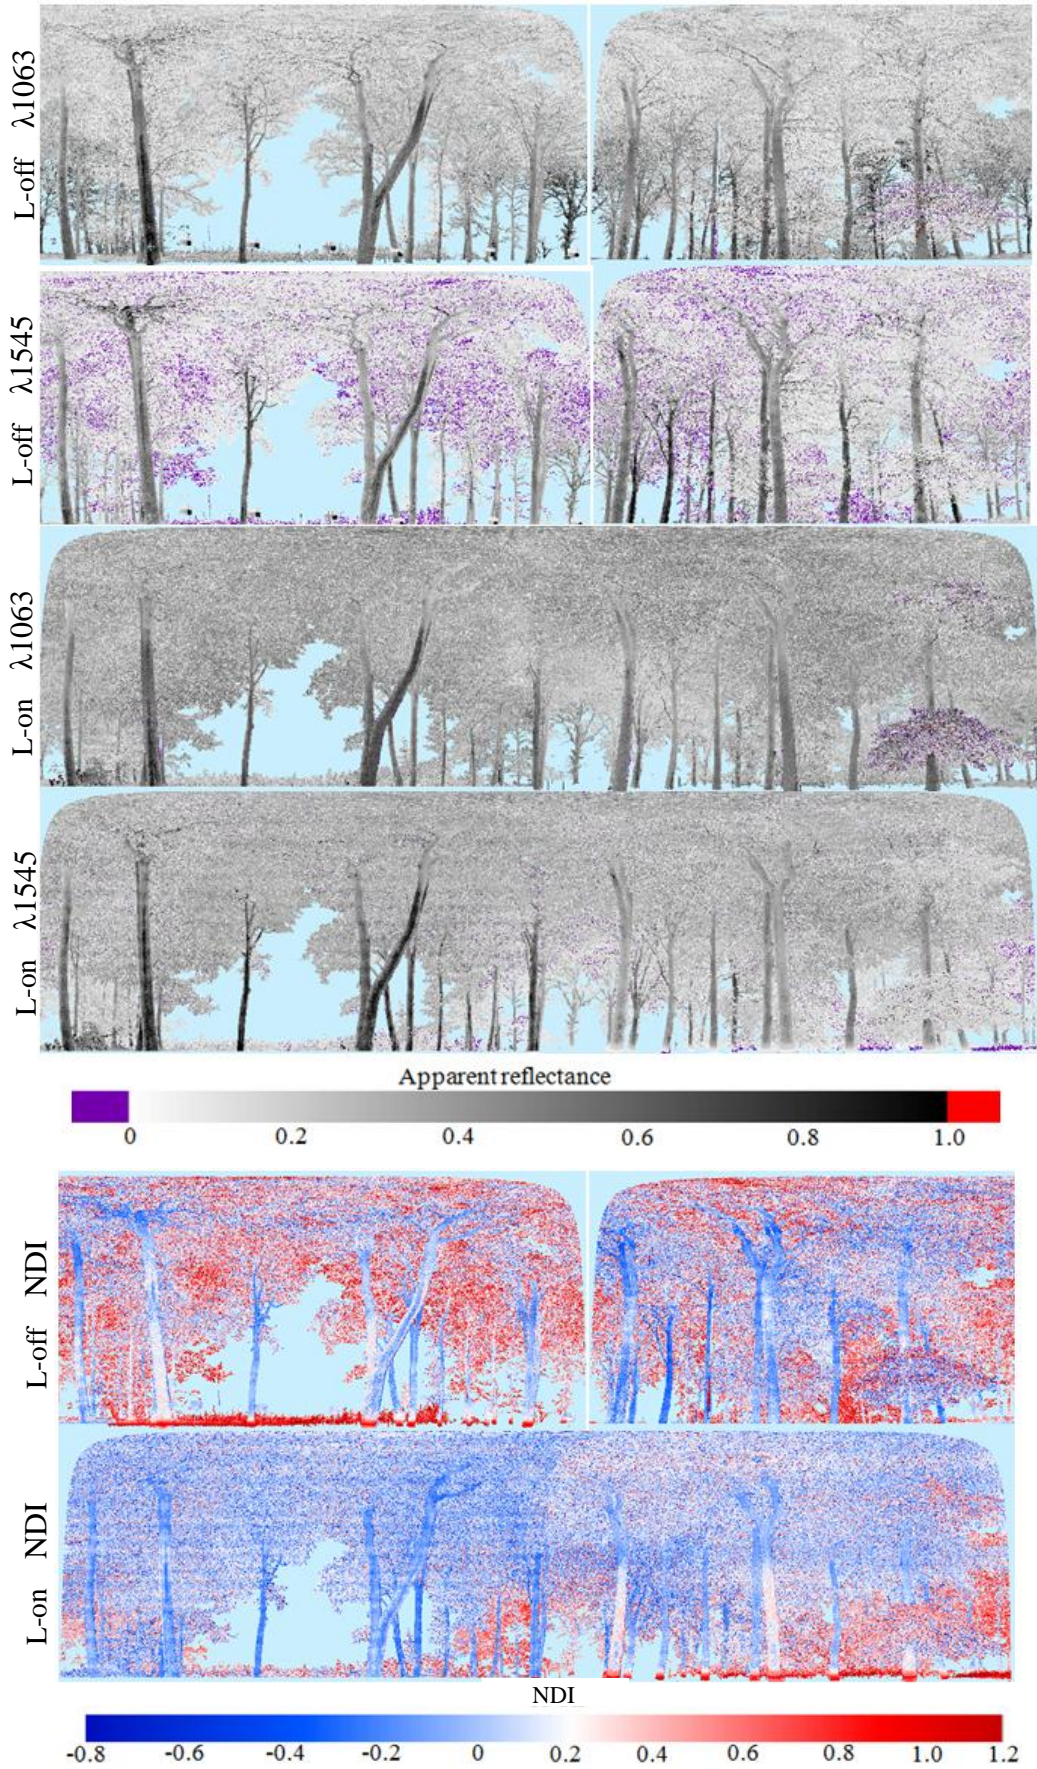 L-off λ1063
L-off λ1545
L-on λ1063
L-on λ1545
Apparent reflectance
0 0.2 0.4 0.6 0.8 1.0
L-off NDI
L-on NDI
NDI
-0.8 -0.6 -0.4 -0.2 0 0.2 0.4 0.6 0.8 1.0 1.2